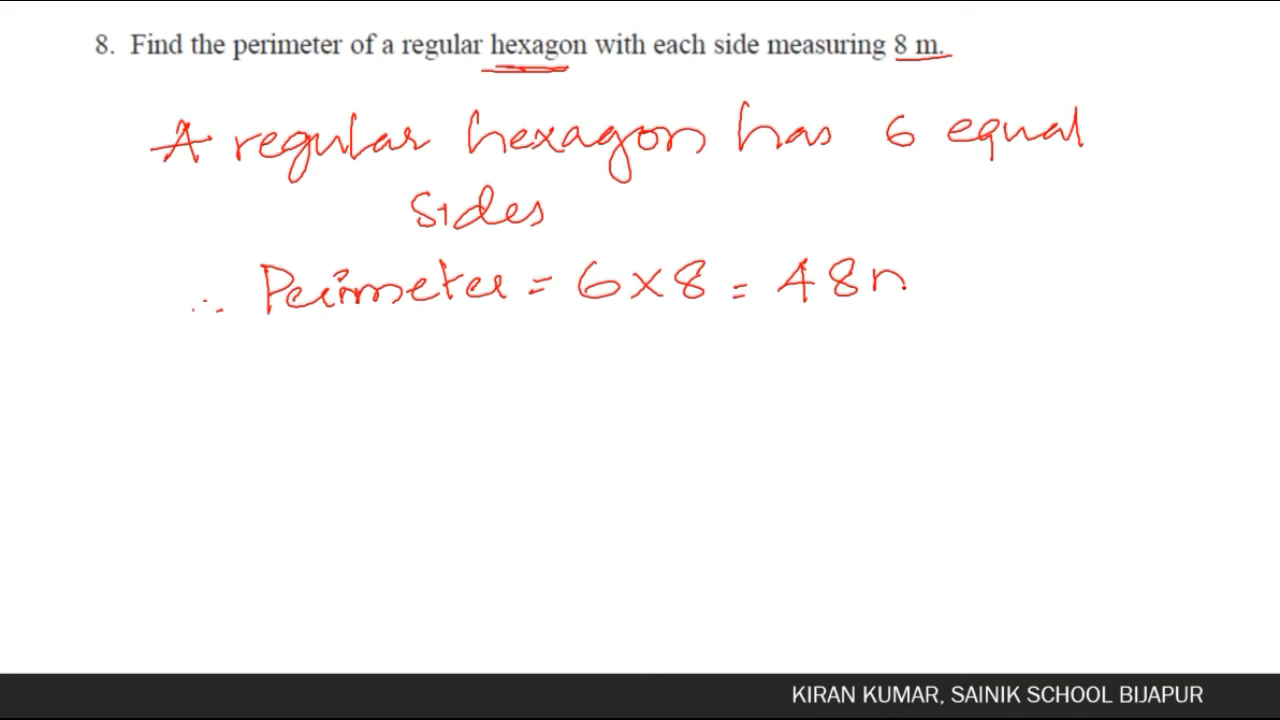 8. Find the perimeter of a regular hexagon with each side measuring 8 m.
A regular hexagon has 6 equal
sides
∴ Perimeter = 6 × 8 = 48n
KIRAN KUMAR, SAINIK SCHOOL BIJAPUR